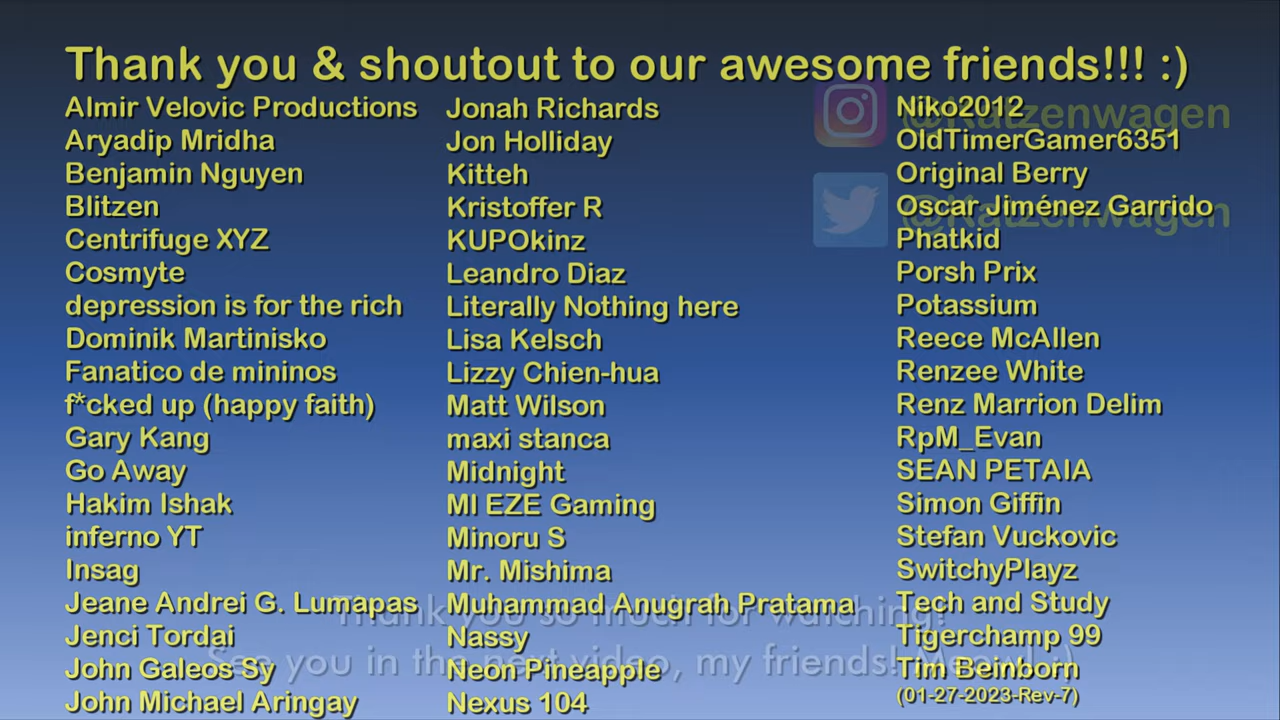 Thank you & shoutout to our awesome friends!!! :)
Almir Velovic Productions
Aryadip Mridha
Benjamin Nguyen
Blitzen
Centrifuge XYZ
Cosmyte
depression is for the rich
Dominik Martinisko
Fanatico de mininos
f*cked up (happy faith)
Gary Kang
Go Away
Hakim Ishak
inferno YT
Insag
Jeane Andrei G. Lumapas
Jenci Tordai
John Galeos Sy
John Michael Aringay
Jonah Richards
Jon Holliday
Kitteh
Kristoffer R
KUPOkinz
Leandro Diaz
Literally Nothing here
Lisa Kelsch
Lizzy Chien-hua
Matt Wilson
maxi stanca
Midnight
MI EZE Gaming
Minoru S
Mr. Mishima
Muhammad Anugrah Pratama
Nassy
Neon Pineapple
Nexus 104
Niko2012
OldTimerGamer6351
Original Berry
Oscar Jiménez Garrido
Phatkid
Porsh Prix
Potassium
Reece McAllen
Renzee White
Renz Marrion Delim
RpM_Evan
SEAN PETAIA
Simon Giffin
Stefan Vuckovic
SwitchyPlayz
Tech and Study
Tigerchamp 99
Tim Beinborn
(01-27-2023-Rev-7)
@Katzenwagen
@Katzenwagen
Thank you so much for watching!
See you in the next video, my friends! Meow! :)